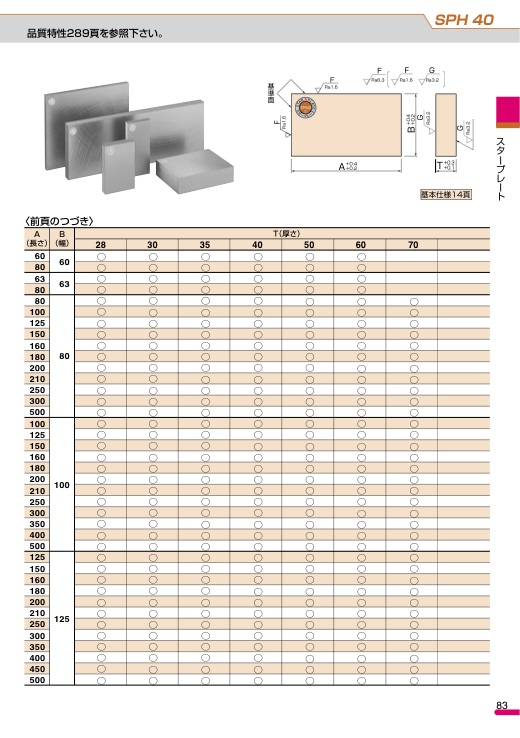 SPH 40
品質特性289頁を参照下さい。
基準面
F Ra1.6
F Ra6.3 F Ra1.6 G Ra3.2
F Ra1.6
G Ra3.2
G Ra3.2
A +0.4 +0.2
B +0.4 +0.2
基本仕様14頁
スタープレート
〈前頁のつづき〉
A（長さ） B（幅） T（厚さ）
28 30 35 40 50 60 70
60 60 ○ ○ ○ ○ ○ ○
80 ○ ○ ○ ○ ○ ○
63 63 ○ ○ ○ ○ ○ ○
80 ○ ○ ○ ○ ○ ○
80 80 ○ ○ ○ ○ ○ ○ ○
100 ○ ○ ○ ○ ○ ○ ○
125 ○ ○ ○ ○ ○ ○ ○
150 ○ ○ ○ ○ ○ ○ ○
160 ○ ○ ○ ○ ○ ○ ○
180 ○ ○ ○ ○ ○ ○ ○
200 ○ ○ ○ ○ ○ ○ ○
210 ○ ○ ○ ○ ○ ○ ○
250 ○ ○ ○ ○ ○ ○ ○
300 ○ ○ ○ ○ ○ ○ ○
500 ○ ○ ○ ○ ○ ○ ○
100 100 ○ ○ ○ ○ ○ ○ ○
125 ○ ○ ○ ○ ○ ○ ○
150 ○ ○ ○ ○ ○ ○ ○
160 ○ ○ ○ ○ ○ ○ ○
180 ○ ○ ○ ○ ○ ○ ○
200 ○ ○ ○ ○ ○ ○ ○
210 ○ ○ ○ ○ ○ ○ ○
250 ○ ○ ○ ○ ○ ○ ○
300 ○ ○ ○ ○ ○ ○ ○
350 ○ ○ ○ ○ ○ ○ ○
400 ○ ○ ○ ○ ○ ○ ○
500 ○ ○ ○ ○ ○ ○ ○
125 125 ○ ○ ○ ○ ○ ○ ○
150 ○ ○ ○ ○ ○ ○ ○
160 ○ ○ ○ ○ ○ ○ ○
180 ○ ○ ○ ○ ○ ○ ○
200 ○ ○ ○ ○ ○ ○ ○
210 ○ ○ ○ ○ ○ ○ ○
250 ○ ○ ○ ○ ○ ○ ○
300 ○ ○ ○ ○ ○ ○ ○
350 ○ ○ ○ ○ ○ ○ ○
400 ○ ○ ○ ○ ○ ○ ○
450 ○ ○ ○ ○ ○ ○ ○
500 ○ ○ ○ ○ ○ ○ ○
83